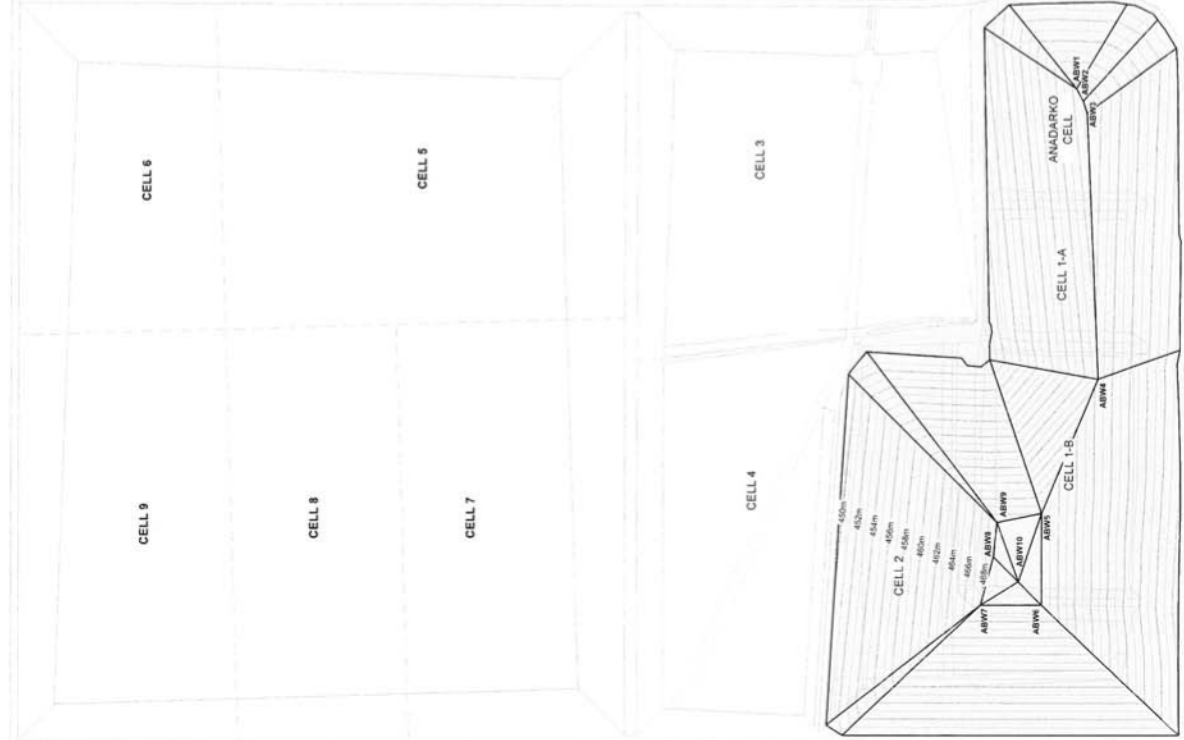 CELL 6
CELL 5
CELL 3
ABW1
ABW2
ABW3
ANADARKO
CELL
CELL 1-A
CELL 9
CELL 8
CELL 7
CELL 4
ABW4
CELL 1-B
450m
452m
454m
456m
458m
460m
462m
464m
466m
468m
CELL 2
ABW9
ABW8
ABW10
ABW5
ABW7
ABW6